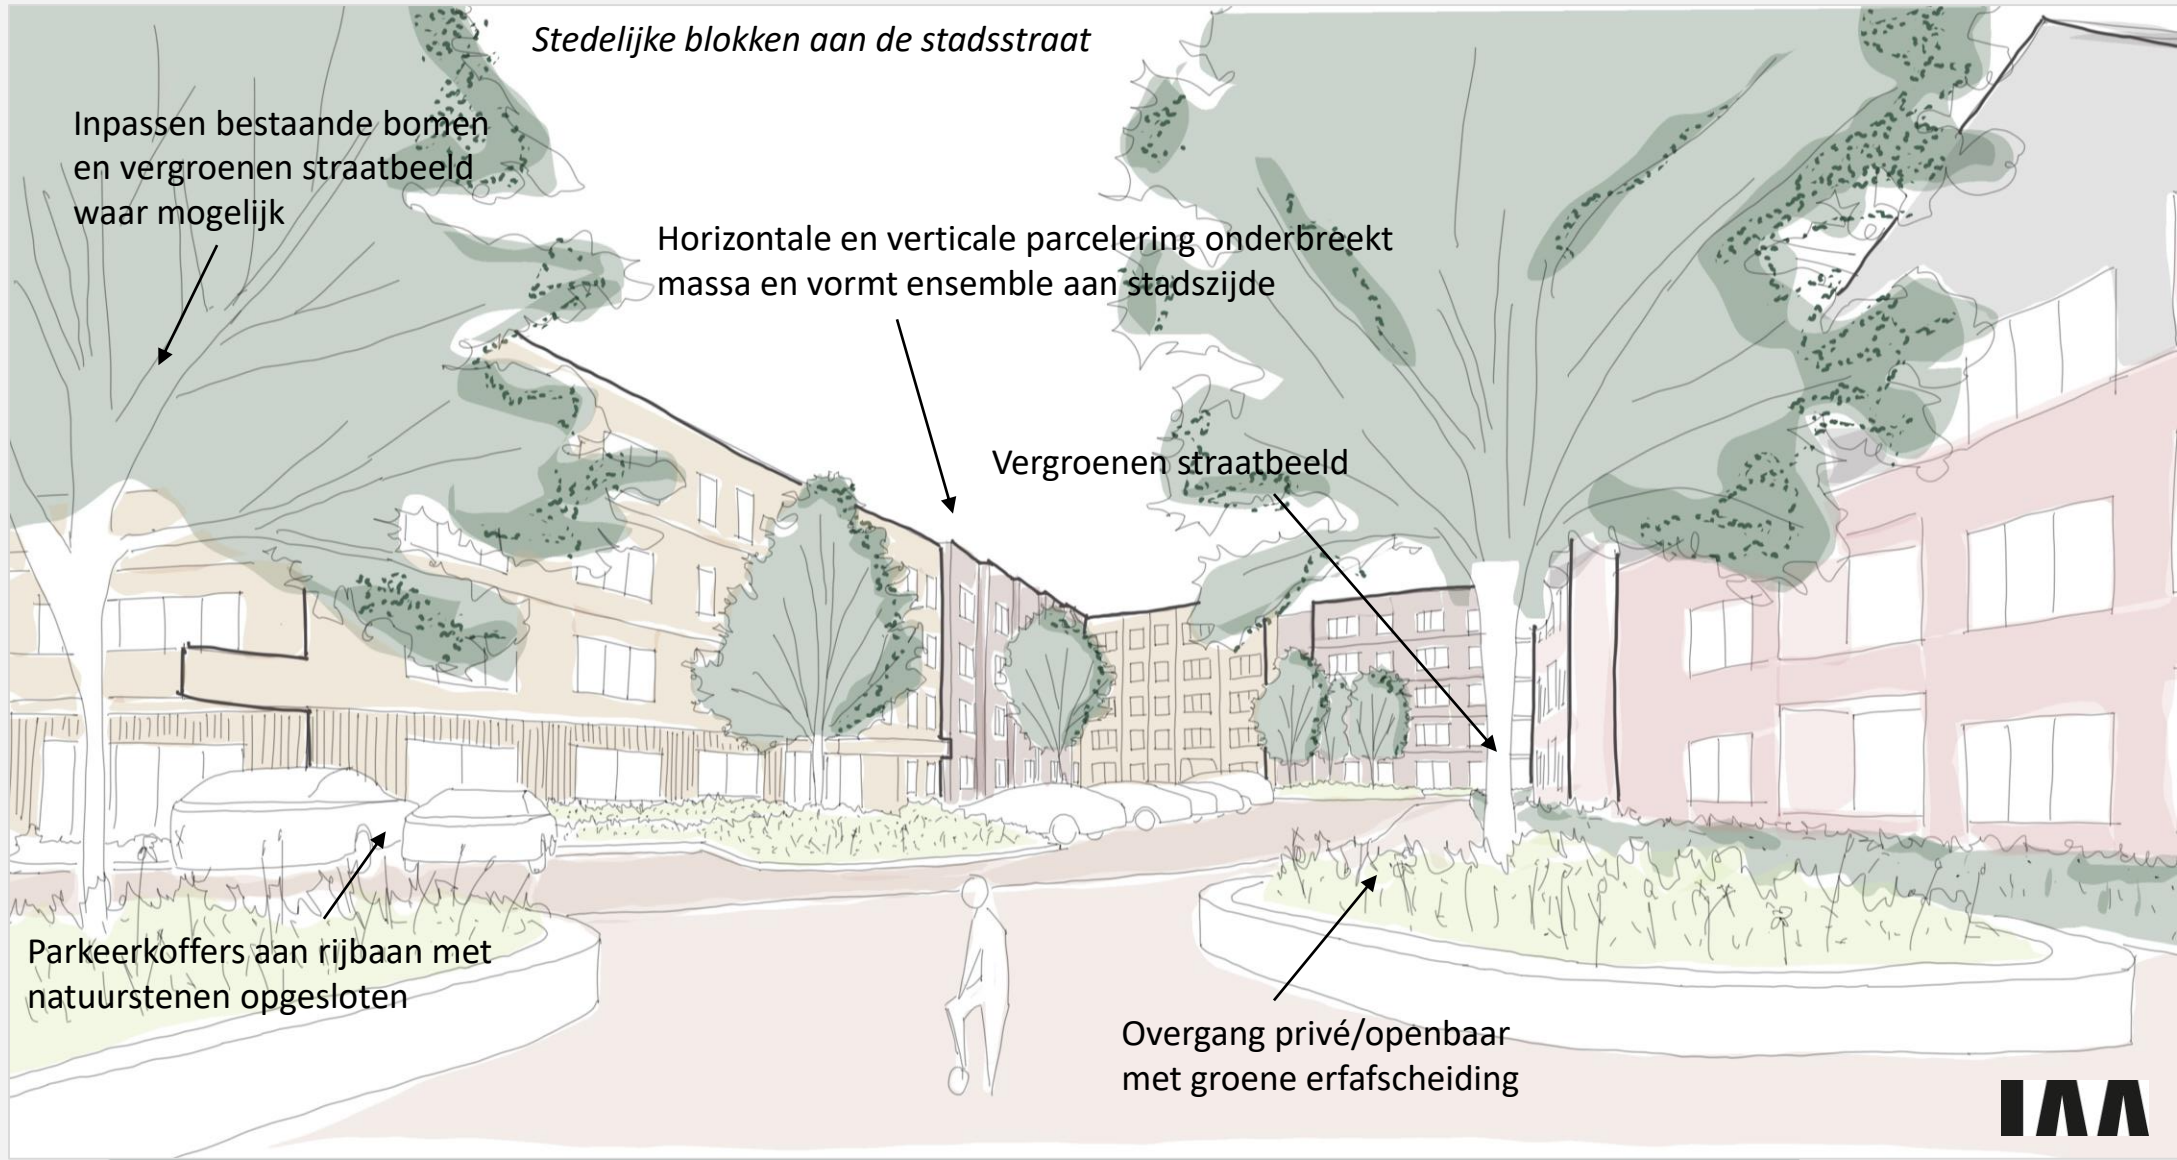 Stedelijke blokken aan de stadsstraat
Inpassen bestaande bomen
en vergroenen straatbeeld
waar mogelijk
Horizontale en verticale parcelering onderbreekt
massa en vormt ensemble aan stadszijde
Vergroenen straatbeeld
Parkeerkoffers aan rijbaan met
natuurstenen opgesloten
Overgang privé/openbaar
met groene erfafscheiding
IAA